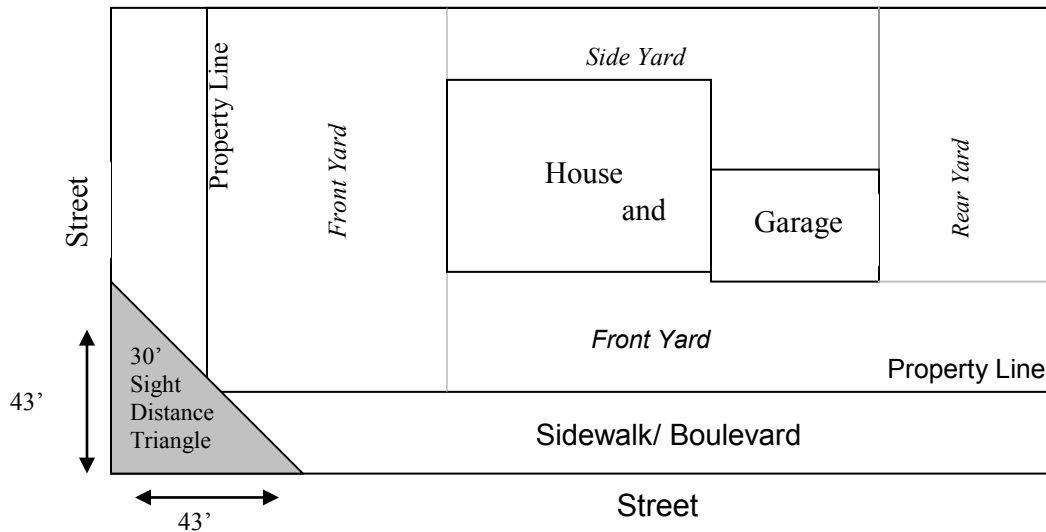 Side Yard
Property Line
Front Yard
House
and
Garage
Rear Yard
Street
Front Yard
Property Line
30’
Sight
Distance
Triangle
43’
Sidewalk/ Boulevard
43’
Street